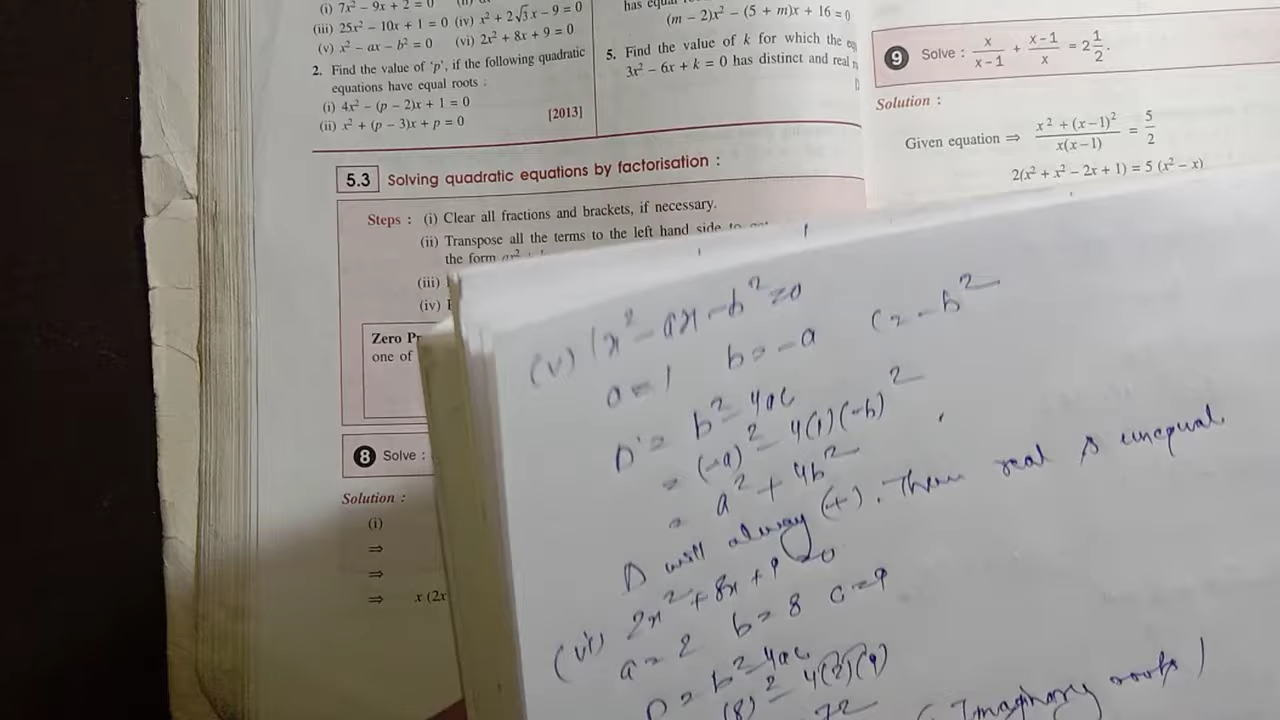 (i) 7x² − 9x + 2 = 0
(iii) 25x² − 10x + 1 = 0 (iv) x² + 2√3x − 9 = 0
(v) x² − ax − b² = 0 (vi) 2x² + 8x + 9 = 0
2. Find the value of 'p', if the following quadratic
equations have equal roots :
(i) 4x² − (p − 2)x + 1 = 0
(ii) x² + (p − 3)x + p = 0 [2013]
has equal
(m − 2)x² − (5 + m)x + 16 = 0
5. Find the value of k for which the
3x² − 6x + k = 0 has distinct and real
5.3 Solving quadratic equations by factorisation :
Steps : (i) Clear all fractions and brackets, if necessary.
(ii) Transpose all the terms to the left hand side to
the form
(iii)
(iv)
Zero
one of
8 Solve :
Solution :
(i)
⇒
⇒
⇒ x (2x
9 Solve : x/(x−1) + (x−1)/x = 2 1/2.
Solution :
Given equation ⇒ (x² + (x−1)²)/(x(x−1)) = 5/2
2(x² + x² − 2x + 1) = 5 (x² − x)
(v) 1x² − ax − b² = 0
a = 1 b = −a c = −b²
D = b² − 4ac
= (−a)² − 4(1)(−b)²
= a² + 4b²
D will alway (+). Then real & unequal
(vi) 2x² + 8x + 9 = 0
a = 2 b = 8 c = 9
D = b² − 4ac
(8)² − 4(2)(9)
72 (Imaginary roots)